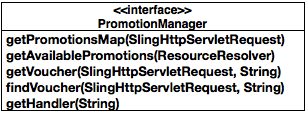 <<interface>>
PromotionManager
getPromotionsMap(SlingHttpServletRequest)
getAvailablePromotions(ResourceResolver)
getVoucher(SlingHttpServletRequest, String)
findVoucher(SlingHttpServletRequest, String)
getHandler(String)